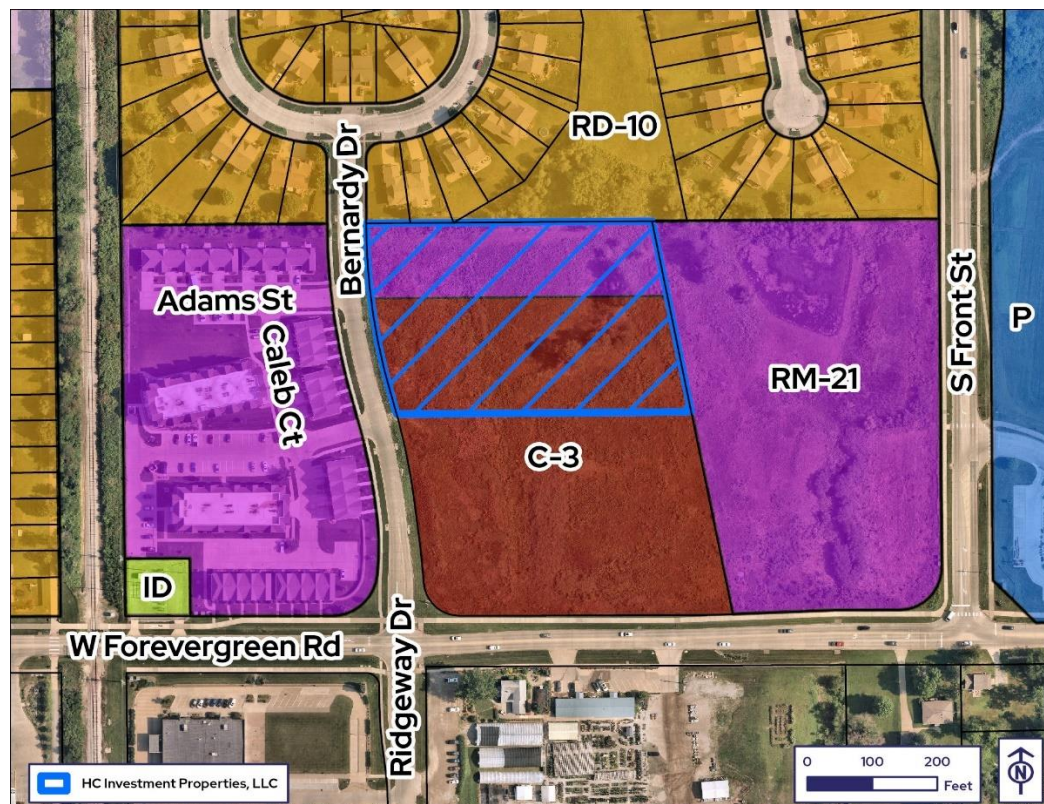 RD-10
Bernardy Dr
Adams St
Caleb Ct
S Front St
P
RM-21
C-3
ID
W Forevergreen Rd
Ridgeway Dr
HC Investment Properties, LLC
0 100 200
Feet
N